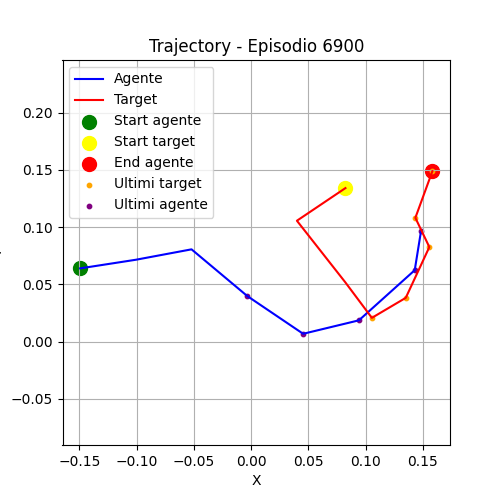 Trajectory - Episodio 6900
Agente
Target
Start agente
Start target
End agente
Ultimi target
Ultimi agente
0.20
0.15
0.10
0.05
0.00
−0.05
−0.15
−0.10
−0.05
0.00
0.05
0.10
0.15
X